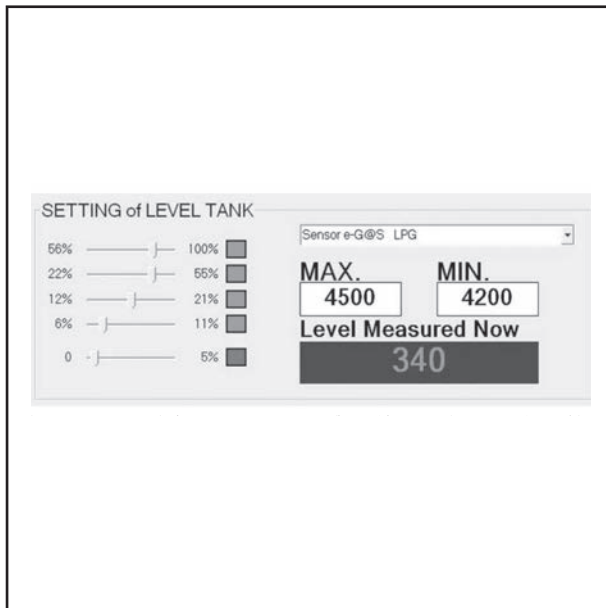 SETTING of LEVEL TANK
Sensor e-G@S LPG
56% 100%
22% 55%
12% 21%
6% 11%
0 5%
MAX. MIN.
4500 4200
Level Measured Now
340